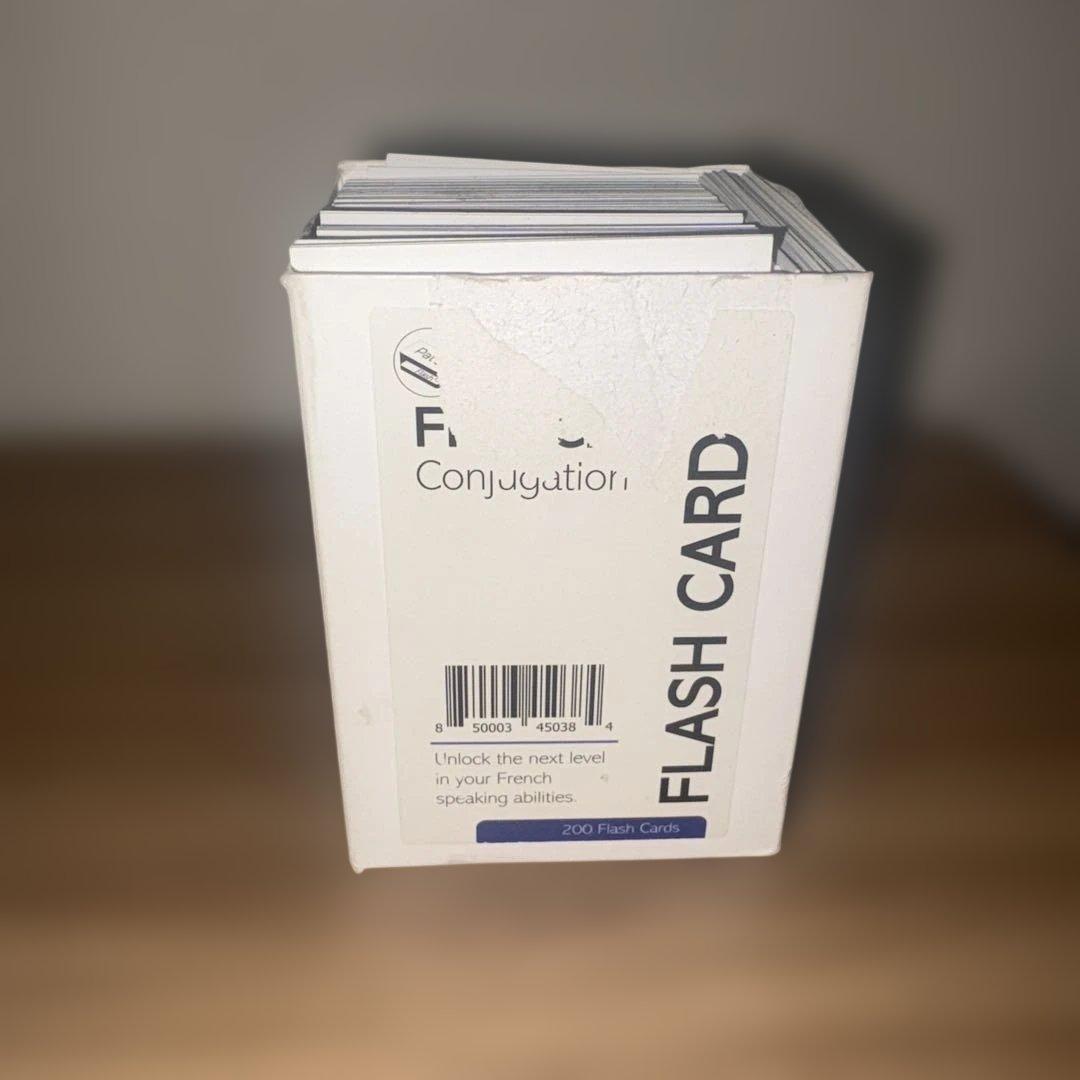 Conjugation
FLASH CARD
8 50003 45038 4
Unlock the next level
in your French
speaking abilities.
200 Flash Cards